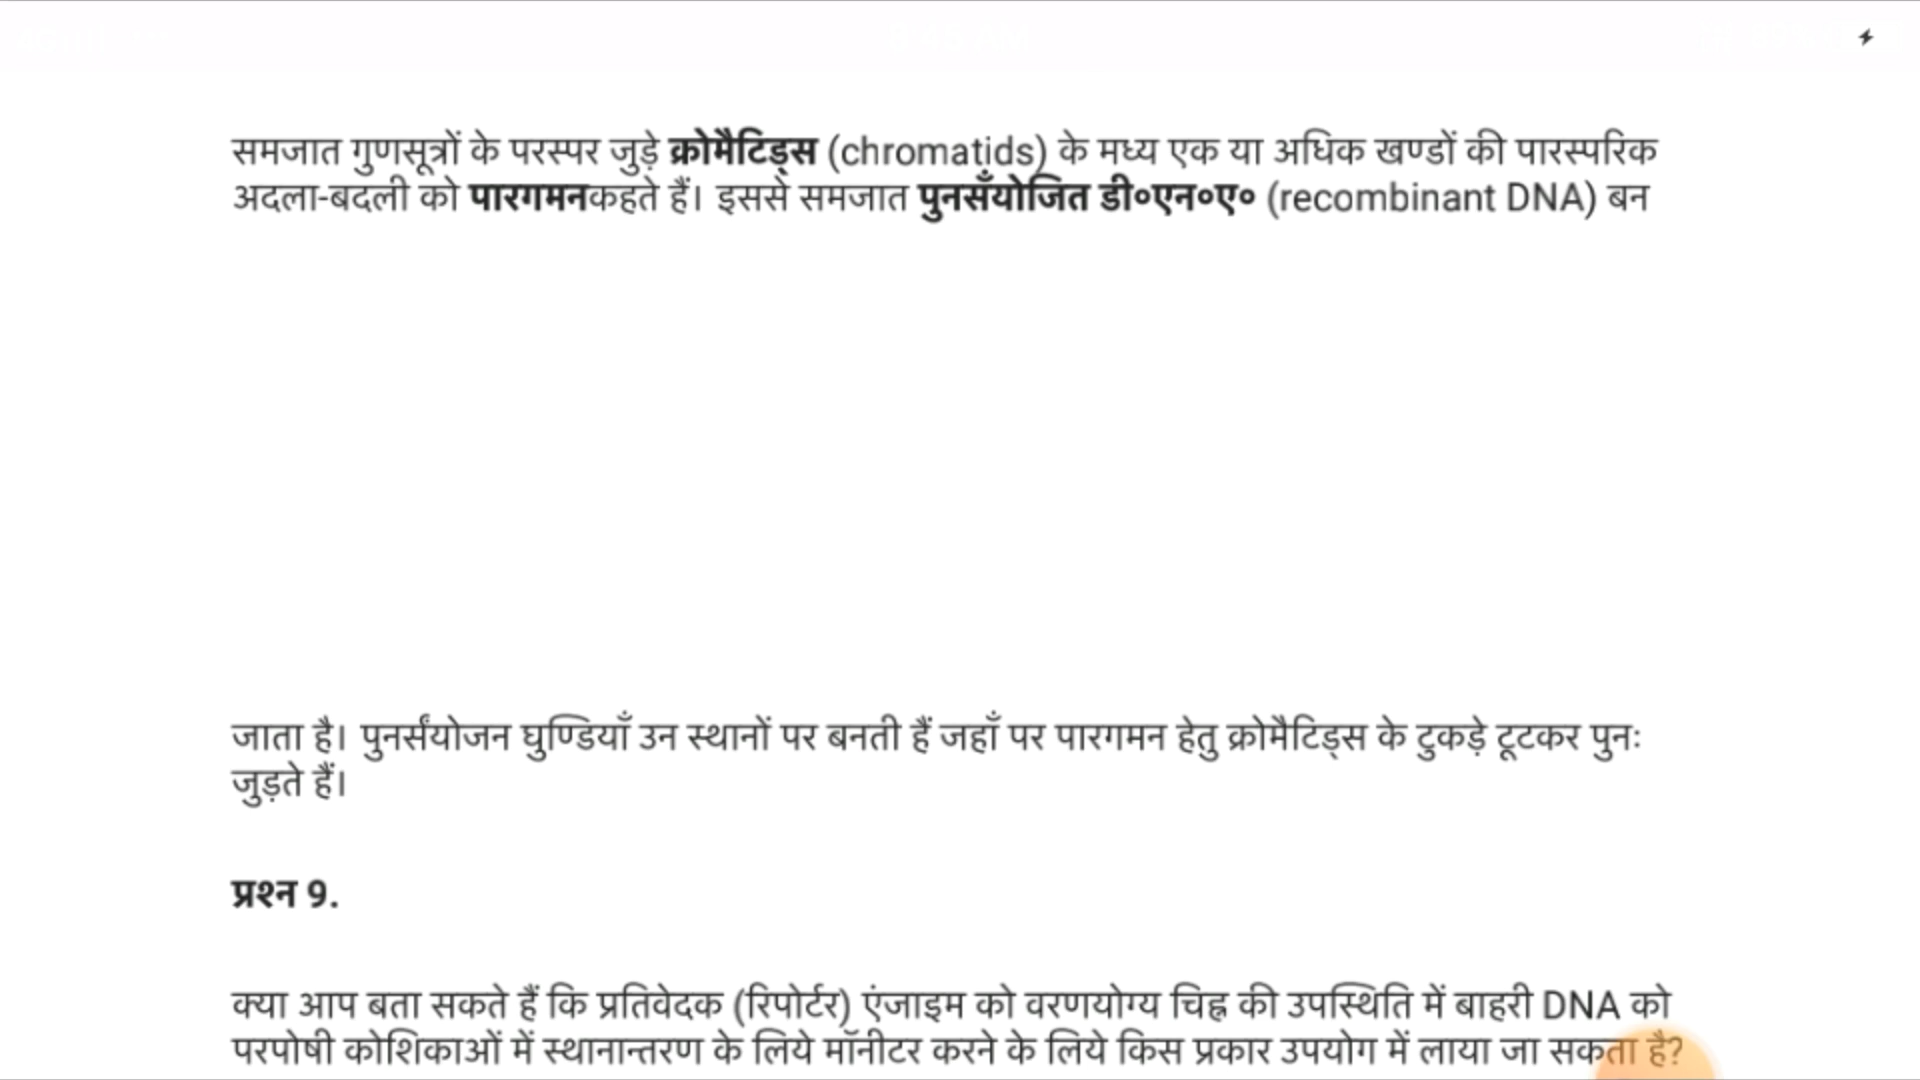 समजात गुणसूत्रों के परस्पर जुड़े क्रोमैटिड्स (chromatids) के मध्य एक या अधिक खण्डों की पारस्परिक
अदला-बदली को पारगमनकहते हैं। इससे समजात पुनर्सँयोजित डी०एन०ए० (recombinant DNA) बन
जाता है। पुनर्संयोजन घुण्डियाँ उन स्थानों पर बनती हैं जहाँ पर पारगमन हेतु क्रोमैटिड्स के टुकड़े टूटकर पुनः
जुड़ते हैं।
प्रश्न 9.
क्या आप बता सकते हैं कि प्रतिवेदक (रिपोर्टर) एंजाइम को वरणयोग्य चिह्न की उपस्थिति में बाहरी DNA को
परपोषी कोशिकाओं में स्थानान्तरण के लिये मॉनीटर करने के लिये किस प्रकार उपयोग में लाया जा सकता है?